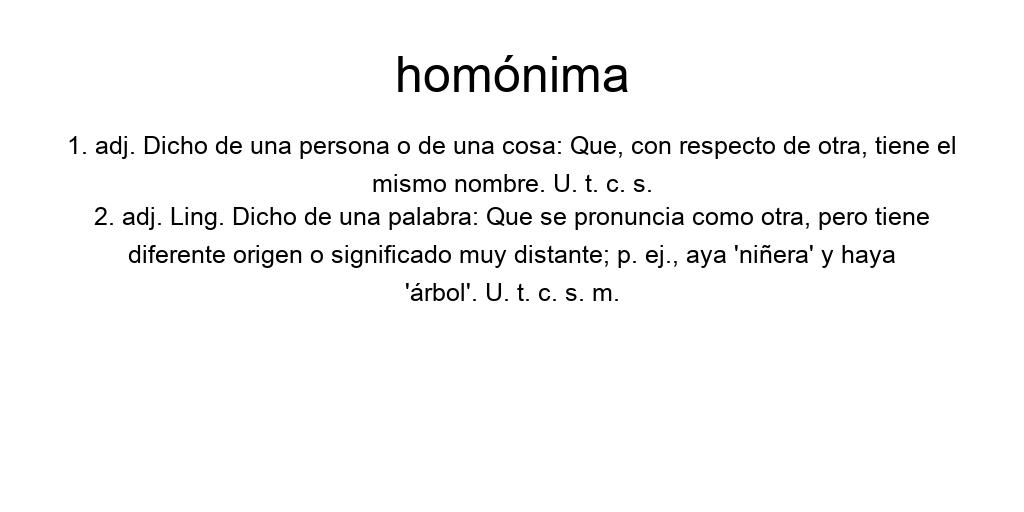 homónima
1. adj. Dicho de una persona o de una cosa: Que, con respecto de otra, tiene el
mismo nombre. U. t. c. s.
2. adj. Ling. Dicho de una palabra: Que se pronuncia como otra, pero tiene
diferente origen o significado muy distante; p. ej., aya 'niñera' y haya
'árbol'. U. t. c. s. m.